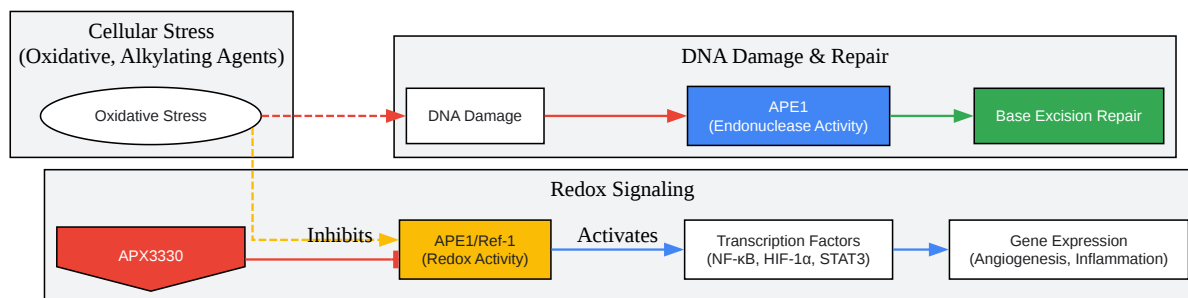 Cellular Stress
(Oxidative, Alkylating Agents)
Oxidative Stress
DNA Damage & Repair
DNA Damage
APE1
(Endonuclease Activity)
Base Excision Repair
Redox Signaling
APX3330
Inhibits
APE1/Ref-1
(Redox Activity)
Activates
Transcription Factors
(NF-κB, HIF-1α, STAT3)
Gene Expression
(Angiogenesis, Inflammation)